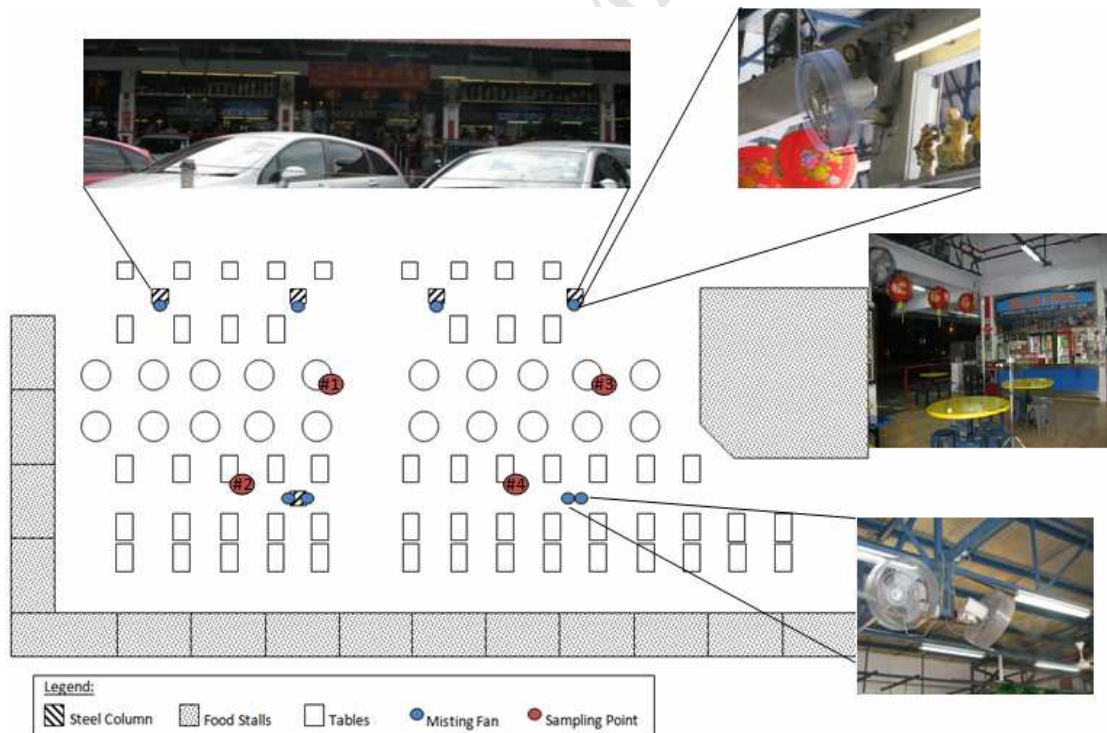 #1
#3
#2
#4
Legend:
Steel Column
Food Stalls
Tables
Misting Fan
Sampling Point